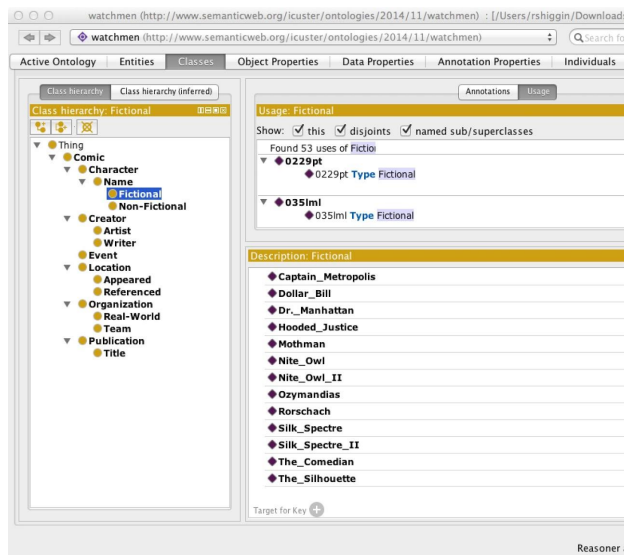 watchmen (http://www.semanticweb.org/icuster/ontologies/2014/11/watchmen) : [/Users/rshiggin/Downloads
watchmen (http://www.semanticweb.org/icuster/ontologies/2014/11/watchmen)
Search fo
Active Ontology Entities Classes Object Properties Data Properties Annotation Properties Individuals
Class hierarchy Class hierarchy (inferred)
Class hierarchy: Fictional
Thing
Comic
Character
Name
Fictional
Non-Fictional
Creator
Artist
Writer
Event
Location
Appeared
Referenced
Organization
Real-World
Team
Publication
Title
Annotations Usage
Usage: Fictional
Show: this disjoints named sub/superclasses
Found 53 uses of Fictio
0229pt
0229pt Type Fictional
035lml
035lml Type Fictional
Description: Fictional
Captain_Metropolis
Dollar_Bill
Dr._Manhattan
Hooded_Justice
Mothman
Nite_Owl
Nite_Owl_II
Ozymandias
Rorschach
Silk_Spectre
Silk_Spectre_II
The_Comedian
The_Silhouette
Target for Key
Reasoner